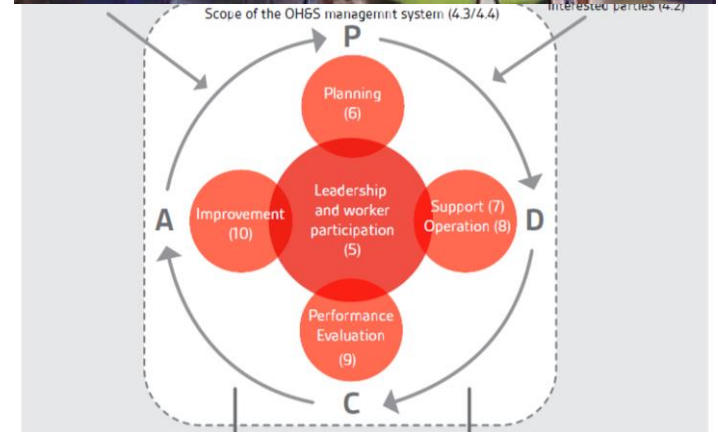 Scope of the OH&S managemnt system (4.3/4.4)
Interested parties (4.2)
P
Planning
(6)
A
Improvement
(10)
Leadership
and worker
participation
(5)
Support (7)
Operation (8)
D
Performance
Evaluation
(9)
C